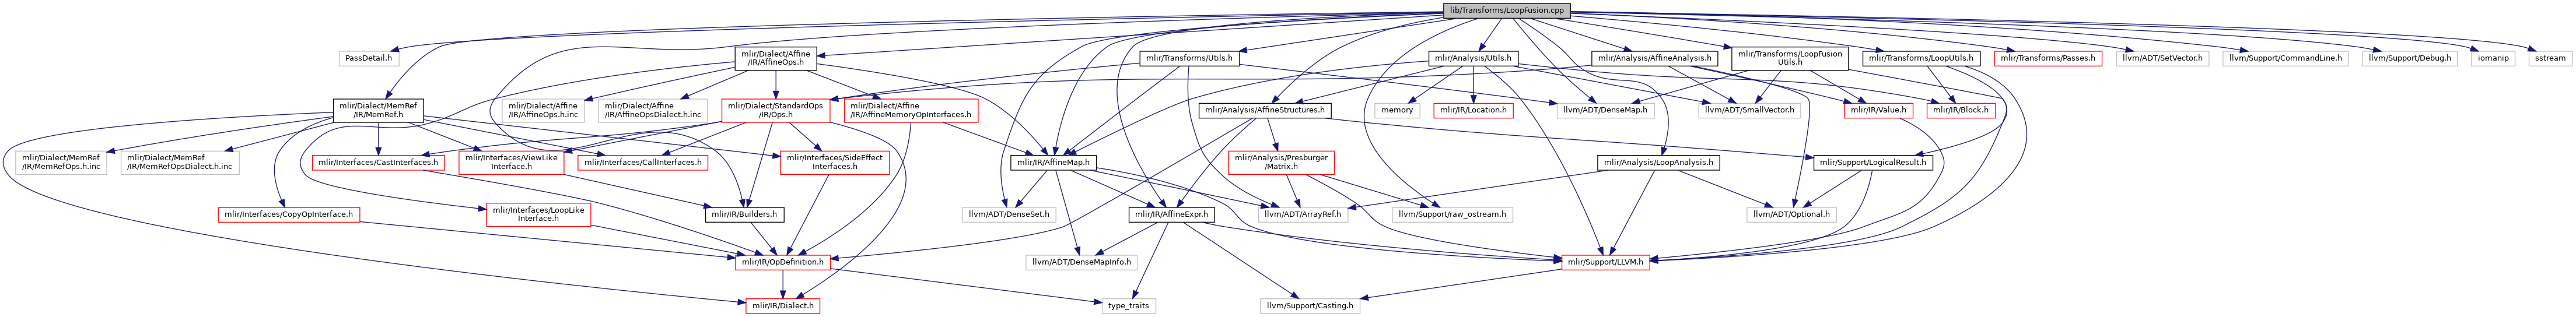 lib/Transforms/LoopFusion.cpp
PassDetail.h
mlir/Dialect/Affine
/IR/AffineOps.h
mlir/Transforms/Utils.h
mlir/Analysis/Utils.h
mlir/Analysis/AffineAnalysis.h
mlir/Transforms/LoopFusion
Utils.h
mlir/Transforms/LoopUtils.h
mlir/Transforms/Passes.h
llvm/ADT/SetVector.h
llvm/Support/CommandLine.h
llvm/Support/Debug.h
iomanip
sstream
mlir/Dialect/MemRef
/IR/MemRef.h
mlir/Dialect/Affine
/IR/AffineOps.h.inc
mlir/Dialect/Affine
/IR/AffineOpsDialect.h.inc
mlir/Dialect/StandardOps
/IR/Ops.h
mlir/Dialect/Affine
/IR/AffineMemoryOpInterfaces.h
mlir/Analysis/AffineStructures.h
memory
mlir/IR/Location.h
llvm/ADT/DenseMap.h
llvm/ADT/SmallVector.h
mlir/IR/Value.h
mlir/IR/Block.h
mlir/Dialect/MemRef
/IR/MemRefOps.h.inc
mlir/Dialect/MemRef
/IR/MemRefOpsDialect.h.inc
mlir/Interfaces/CastInterfaces.h
mlir/Interfaces/ViewLike
Interface.h
mlir/Interfaces/CallInterfaces.h
mlir/Interfaces/SideEffect
Interfaces.h
mlir/IR/AffineMap.h
mlir/Analysis/Presburger
/Matrix.h
mlir/Analysis/LoopAnalysis.h
mlir/Support/LogicalResult.h
mlir/Interfaces/CopyOpInterface.h
mlir/Interfaces/LoopLike
Interface.h
mlir/IR/Builders.h
llvm/ADT/DenseSet.h
mlir/IR/AffineExpr.h
llvm/ADT/ArrayRef.h
llvm/Support/raw_ostream.h
llvm/ADT/Optional.h
mlir/IR/OpDefinition.h
llvm/ADT/DenseMapInfo.h
mlir/Support/LLVM.h
mlir/IR/Dialect.h
type_traits
llvm/Support/Casting.h